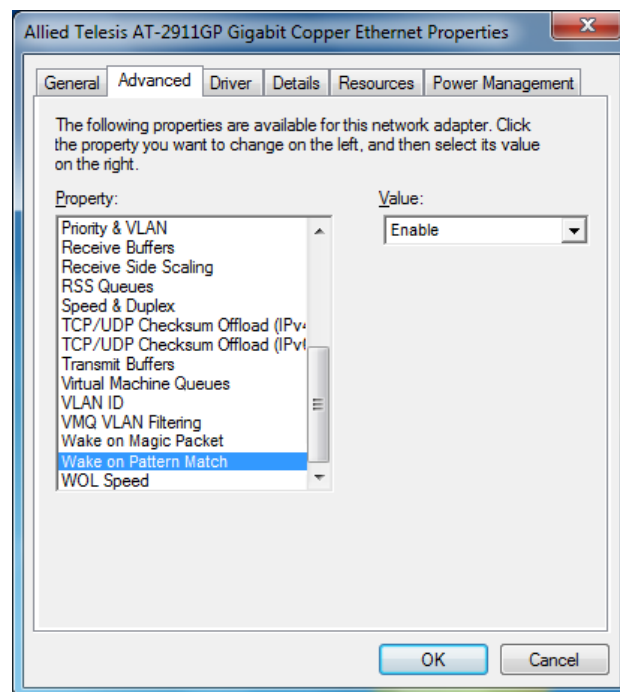 Allied Telesis AT-2911GP Gigabit Copper Ethernet Properties
General Advanced Driver Details Resources Power Management
The following properties are available for this network adapter. Click
the property you want to change on the left, and then select its value
on the right.
Property:
Value:
Priority & VLAN
Receive Buffers
Receive Side Scaling
RSS Queues
Speed & Duplex
TCP/UDP Checksum Offload (IPv4
TCP/UDP Checksum Offload (IPv6
Transmit Buffers
Virtual Machine Queues
VLAN ID
VMQ VLAN Filtering
Wake on Magic Packet
Wake on Pattern Match
WOL Speed
Enable
OK Cancel